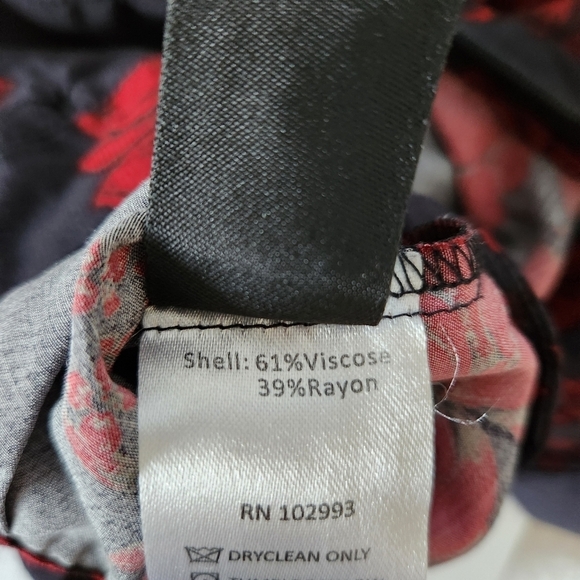 Shell: 61%Viscose
39%Rayon
RN 102993
DRYCLEAN ONLY